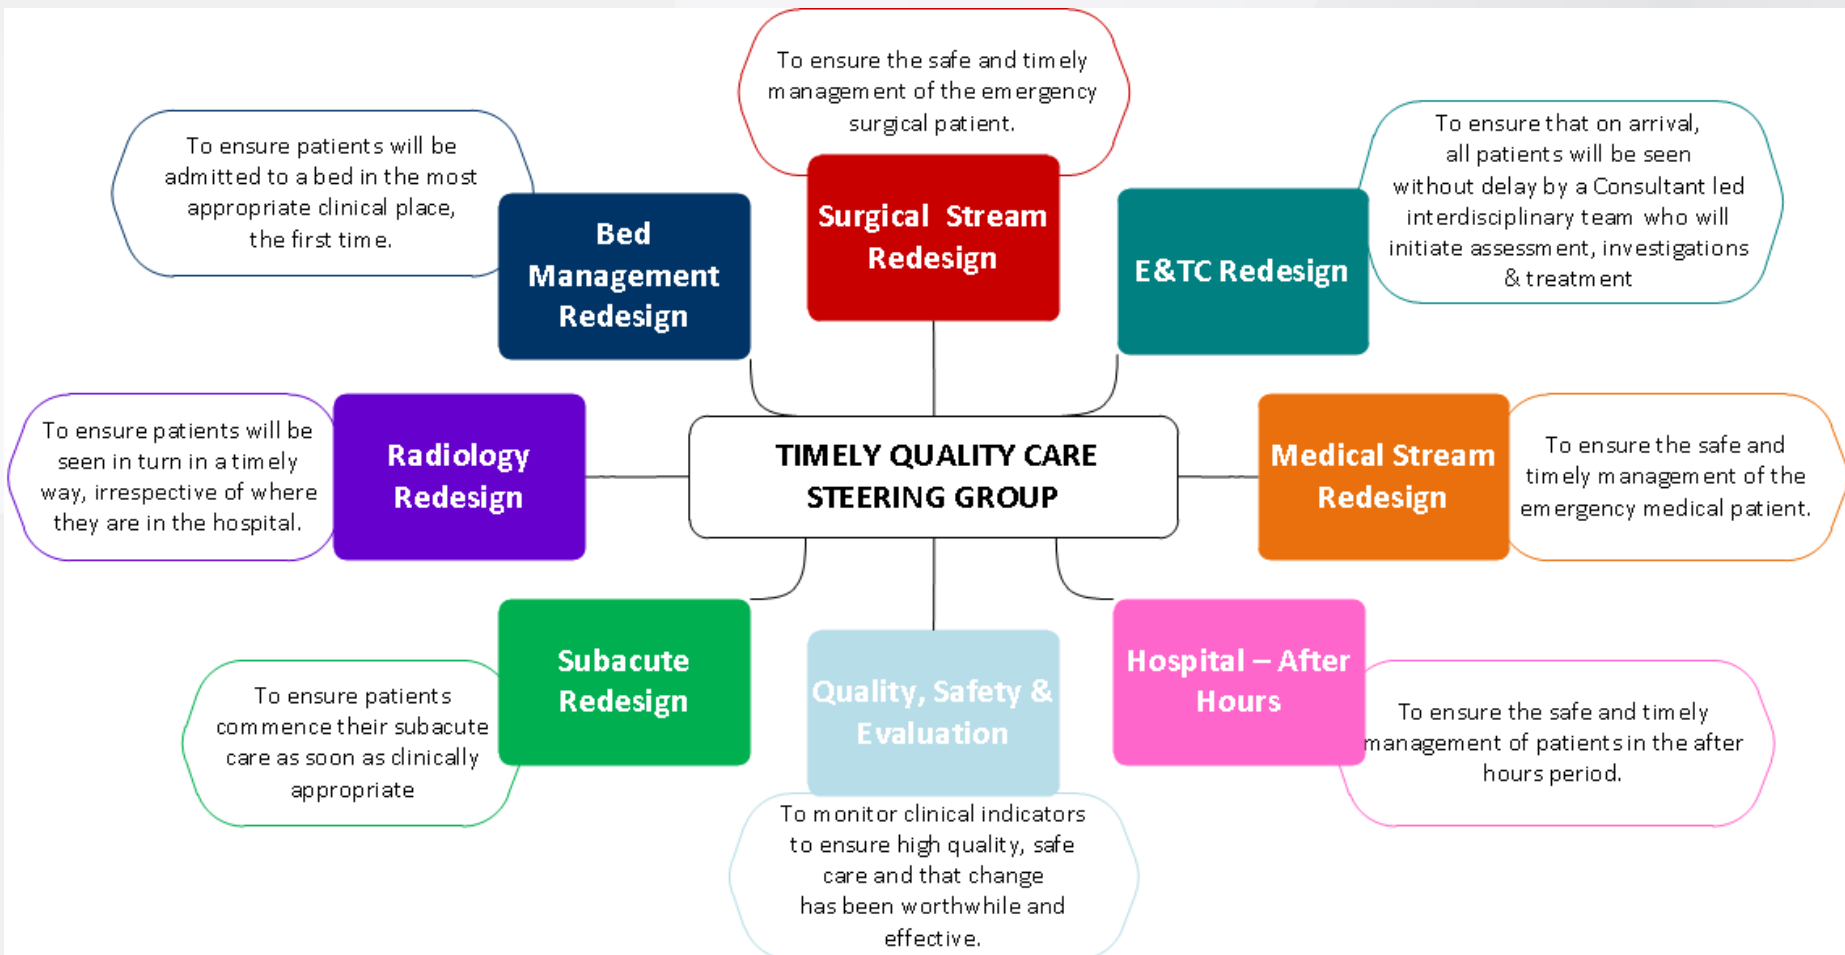 To ensure the safe and timely
management of the emergency
surgical patient.
Surgical Stream
Redesign
To ensure patients will be
admitted to a bed in the most
appropriate clinical place,
the first time.
Bed
Management
Redesign
E&TC Redesign
To ensure that on arrival,
all patients will be seen
without delay by a Consultant led
interdisciplinary team who will
initiate assessment, investigations
& treatment
To ensure patients will be
seen in turn in a timely
way, irrespective of where
they are in the hospital.
Radiology
Redesign
TIMELY QUALITY CARE
STEERING GROUP
Medical Stream
Redesign
To ensure the safe and
timely management of the
emergency medical patient.
To ensure patients
commence their subacute
care as soon as clinically
appropriate
Subacute
Redesign
Quality, Safety &
Evaluation
To monitor clinical indicators
to ensure high quality, safe
care and that change
has been worthwhile and
effective.
Hospital – After
Hours
To ensure the safe and timely
management of patients in the after
hours period.